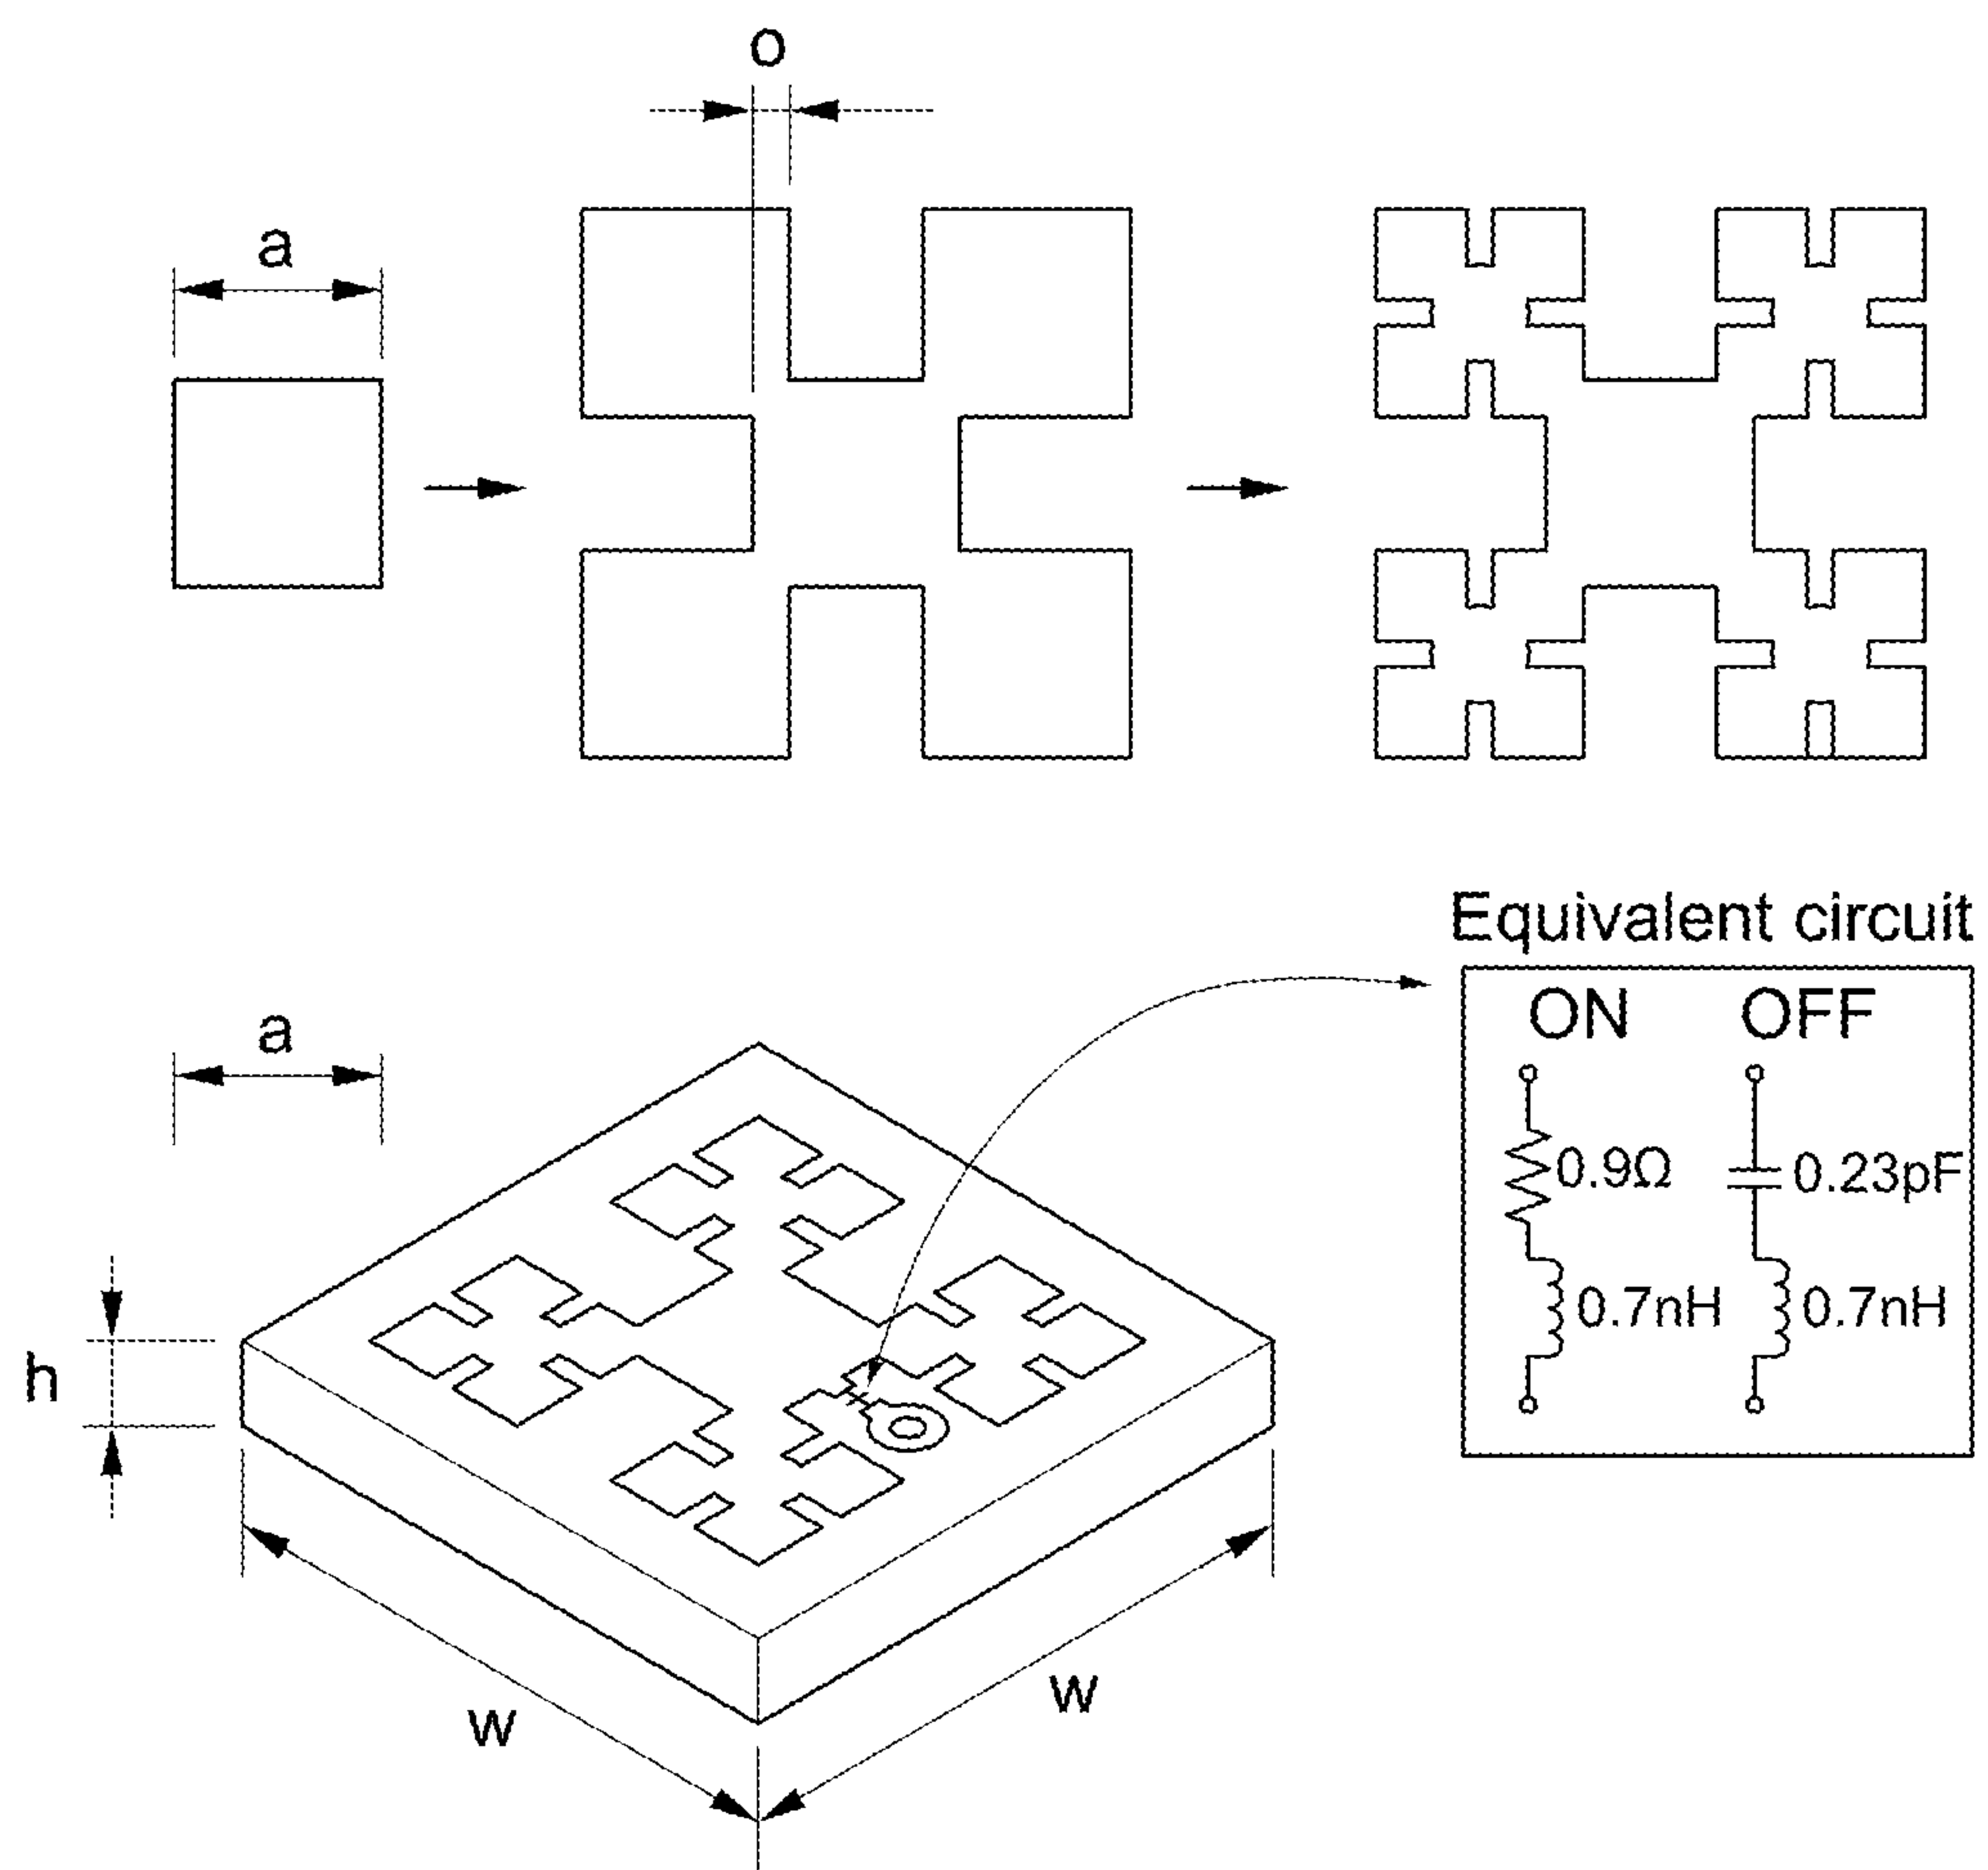 o
a
Equivalent circuit
ON OFF
a
0.9Ω 0.23pF
0.7nH 0.7nH
h
w
w